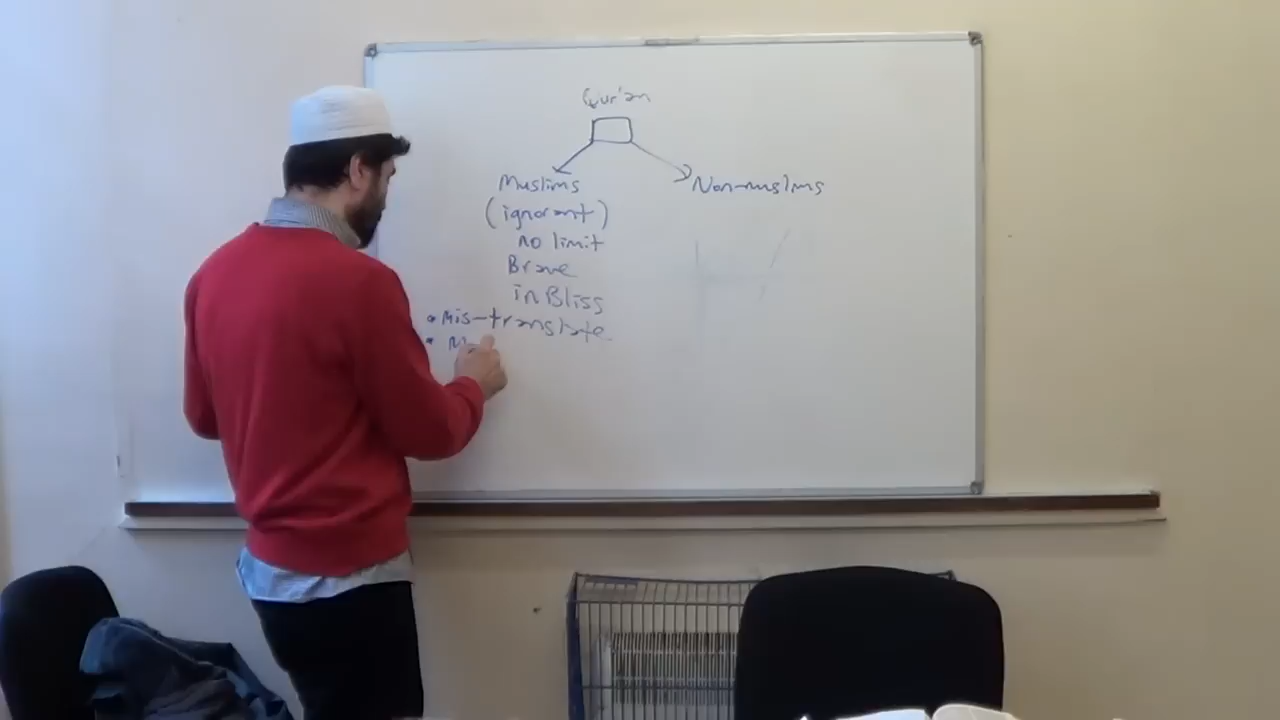 Qur'an
Muslims
Non-muslims
(ignorant)
no limit
Brave
in Bliss
• Mis-translate
•